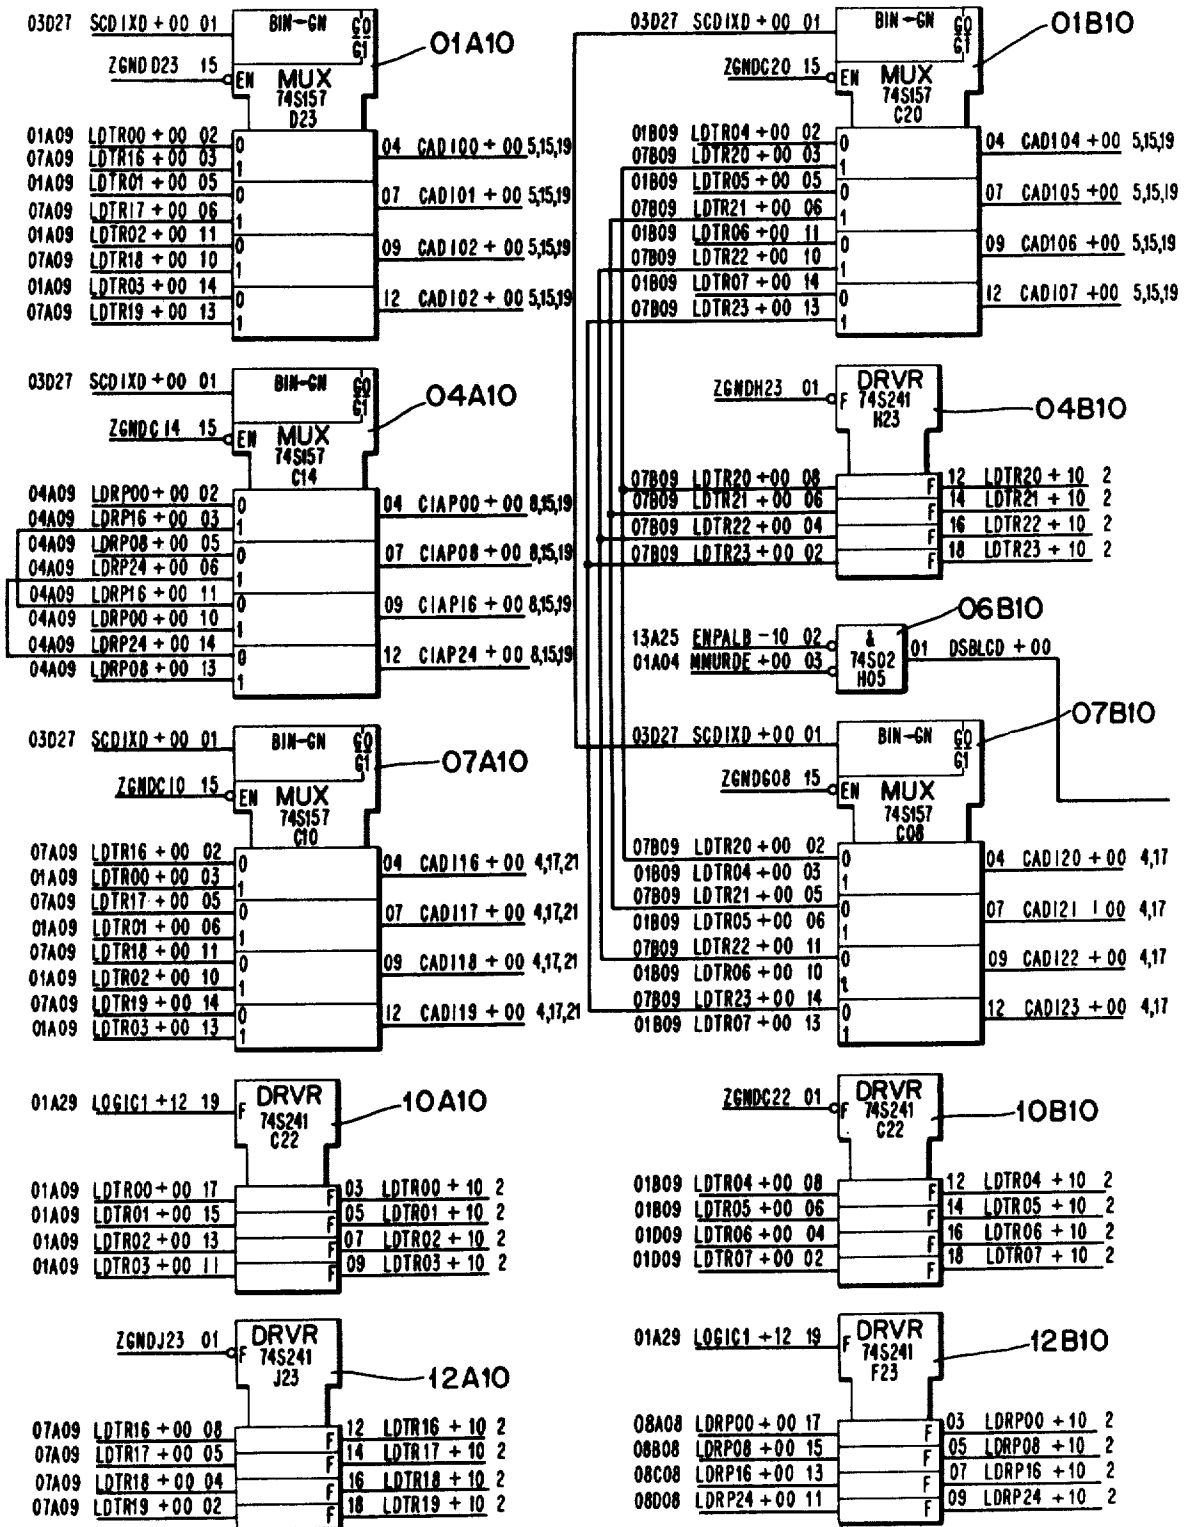 03D27 SCDIXD +00 01 BIN-GN G0
G1
01A10
ZGNDD23 15 EN MUX
74S157
D23
01A09 LDTR00 +00 02 0 04 CADI00 +00 5,15,19
07A09 LDTR16 +00 03 1
01A09 LDTR01 +00 05 0 07 CADI01 +00 5,15,19
07A09 LDTR17 +00 06 1
01A09 LDTR02 +00 11 0 09 CADI02 +00 5,15,19
07A09 LDTR18 +00 10 1
01A09 LDTR03 +00 14 0 12 CADI02 +00 5,15,19
07A09 LDTR19 +00 13 1
03D27 SCDIXD +00 01 BIN-GN G0
G1
04A10
ZGNDC14 15 EN MUX
74S157
C14
04A09 LDRP00 +00 02 0 04 CIAP00 +00 8,15,19
04A09 LDRP16 +00 03 1
04A09 LDRP08 +00 05 0 07 CIAP08 +00 8,15,19
04A09 LDRP24 +00 06 1
04A09 LDRP16 +00 11 0 09 CIAP16 +00 8,15,19
04A09 LDRP00 +00 10 1
04A09 LDRP24 +00 14 0 12 CIAP24 +00 8,15,19
04A09 LDRP08 +00 13 1
03D27 SCDIXD +00 01 BIN-GN G0
G1
07A10
ZGNDC10 15 EN MUX
74S157
C10
07A09 LDTR16 +00 02 0 04 CADI16 +00 4,17,21
01A09 LDTR00 +00 03 1
07A09 LDTR17 +00 05 0 07 CADI17 +00 4,17,21
01A09 LDTR01 +00 06 1
07A09 LDTR18 +00 11 0 09 CADI18 +00 4,17,21
01A09 LDTR02 +00 10 1
07A09 LDTR19 +00 14 0 12 CADI19 +00 4,17,21
01A09 LDTR03 +00 13 1
01A29 LOGIC1 +12 19 F DRVR
74S241
C22
10A10
01A09 LDTR00 +00 17 F 03 LDTR00 +10 2
01A09 LDTR01 +00 15 F 05 LDTR01 +10 2
01A09 LDTR02 +00 13 F 07 LDTR02 +10 2
01A09 LDTR03 +00 11 F 09 LDTR03 +10 2
ZGNDJ23 01 F DRVR
74S241
J23
12A10
07A09 LDTR16 +00 08 F 12 LDTR16 +10 2
07A09 LDTR17 +00 05 F 14 LDTR17 +10 2
07A09 LDTR18 +00 04 F 16 LDTR18 +10 2
07A09 LDTR19 +00 02 F 18 LDTR19 +10 2
03D27 SCDIXD +00 01 BIN-GN G0
G1
01B10
ZGNDC20 15 EN MUX
74S157
C20
01B09 LDTR04 +00 02 0 04 CADI04 +00 5,15,19
07B09 LDTR20 +00 03 1
01B09 LDTR05 +00 05 0 07 CADI05 +00 5,15,19
07B09 LDTR21 +00 06 1
01B09 LDTR06 +00 11 0 09 CADI06 +00 5,15,19
07B09 LDTR22 +00 10 1
01B09 LDTR07 +00 14 0 12 CADI07 +00 5,15,19
07B09 LDTR23 +00 13 1
ZGNDH23 01 F DRVR
74S241
H23
04B10
07B09 LDTR20 +00 08 F 12 LDTR20 +10 2
07B09 LDTR21 +00 06 F 14 LDTR21 +10 2
07B09 LDTR22 +00 04 F 16 LDTR22 +10 2
07B09 LDTR23 +00 02 F 18 LDTR23 +10 2
06B10
13A25 ENPALB -10 02 &
01A04 MMURDE +00 03 74S02 01 DSBLCD +00
H05
03D27 SCDIXD +00 01 BIN-GN G0
G1
07B10
ZGNDG08 15 EN MUX
74S157
C08
07B09 LDTR20 +00 02 0 04 CADI20 +00 4,17
01B09 LDTR04 +00 03 1
07B09 LDTR21 +00 05 0 07 CADI21 I 00 4,17
01B09 LDTR05 +00 06 1
07B09 LDTR22 +00 11 0 09 CADI22 +00 4,17
01B09 LDTR06 +00 10 1
07B09 LDTR23 +00 14 0 12 CADI23 +00 4,17
01B09 LDTR07 +00 13 1
ZGNDC22 01 F DRVR
74S241
C22
10B10
01B09 LDTR04 +00 08 F 12 LDTR04 +10 2
01B09 LDTR05 +00 06 F 14 LDTR05 +10 2
01D09 LDTR06 +00 04 F 16 LDTR06 +10 2
01D09 LDTR07 +00 02 F 18 LDTR07 +10 2
01A29 LOGIC1 +12 19 F DRVR
74S241
F23
12B10
08A08 LDRP00 +00 17 F 03 LDRP00 +10 2
08B08 LDRP08 +00 15 F 05 LDRP08 +10 2
08C08 LDRP16 +00 13 F 07 LDRP16 +10 2
08D08 LDRP24 +00 11 F 09 LDRP24 +10 2